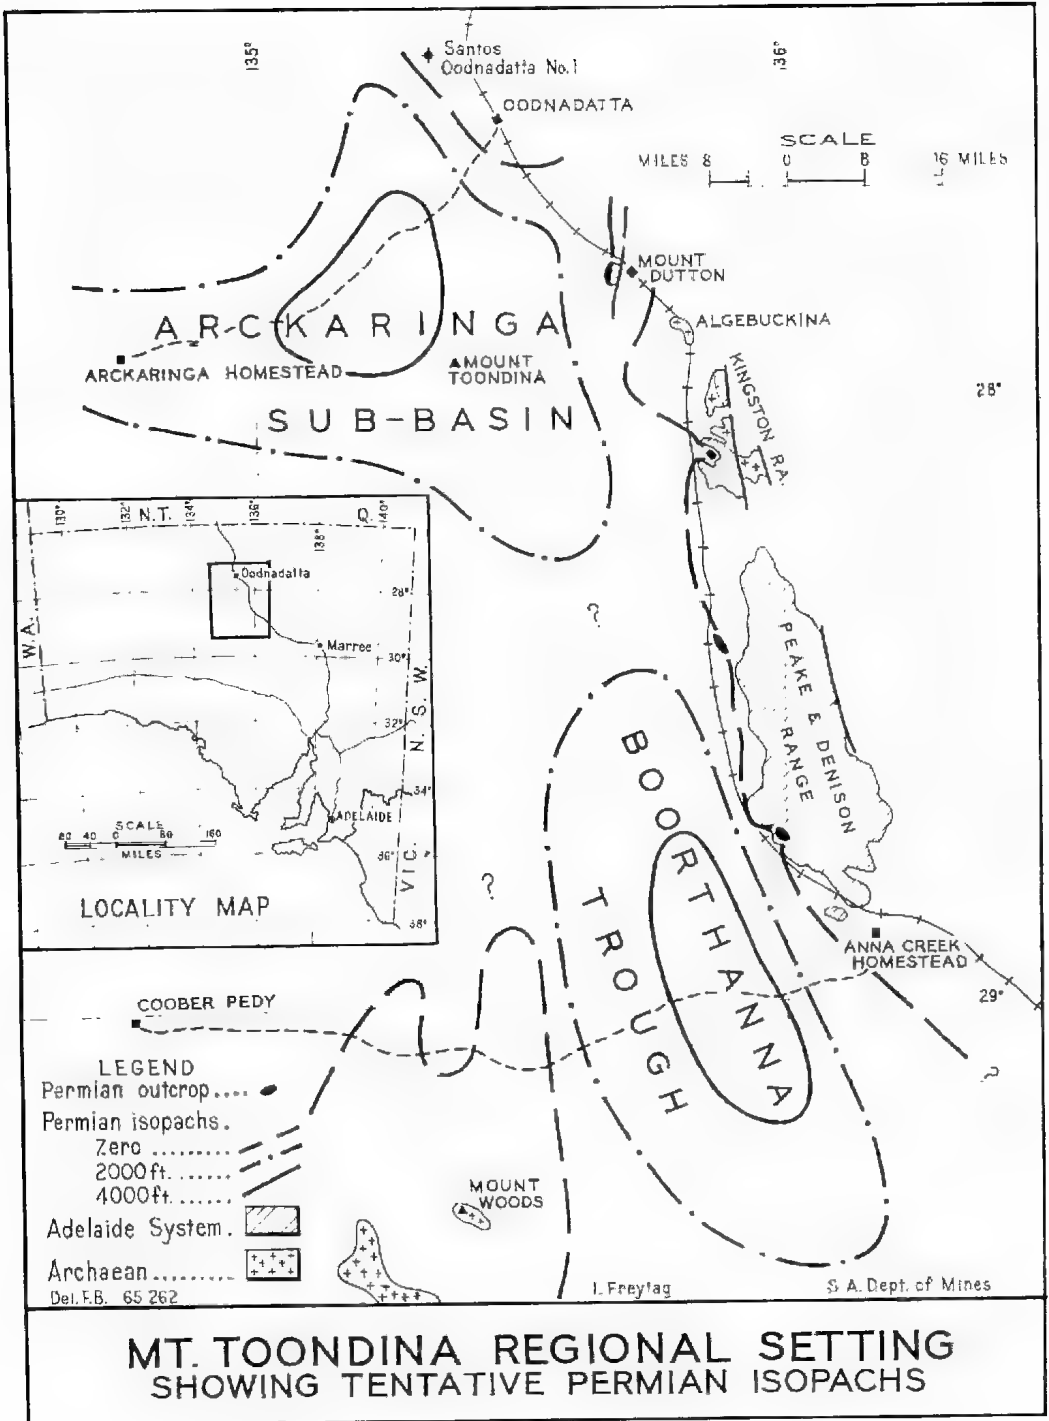 135°
136°
Santos
Oodnadatta No.1
OODNADATTA
SCALE
MILES 8 0 8 16 MILES
MOUNT
DUTTON
ALGEBUCKINA
ARCKARINGA
ARCKARINGA HOMESTEAD
MOUNT
TOONDINA
SUB-BASIN
28°
KINGSTON RA.
130°
132°
N.T.
134°
136°
138°
Q.
140°
Oodnadatta
28°
W.A.
Marree
30°
N.S.W.
32°
34°
ADELAIDE
SCALE
80 40 0 80 160
MILES
36°
VIC.
38°
LOCALITY MAP
?
PEAKE & DENISON
RANGE
BOORTHANNA
TROUGH
?
ANNA CREEK
HOMESTEAD
29°
COOBER PEDY
?
LEGEND
Permian outcrop....
Permian isopachs.
Zero .........
2000ft. .......
4000ft. .......
Adelaide System.
Archaean.........
Del. F.B. 65 262
MOUNT
WOODS
I. Freytag
S.A. Dept. of Mines
MT. TOONDINA REGIONAL SETTING
SHOWING TENTATIVE PERMIAN ISOPACHS